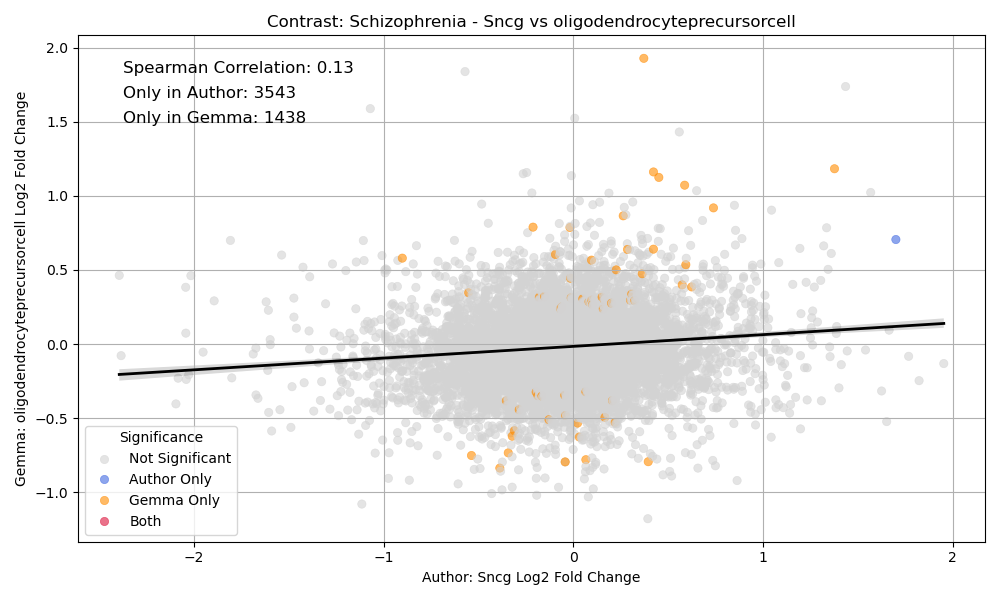 Contrast: Schizophrenia - Sncg vs oligodendrocyteprecursorcell
Spearman Correlation: 0.13
Only in Author: 3543
Only in Gemma: 1438
2.0
1.5
1.0
0.5
0.0
−0.5
−1.0
Gemma: oligodendrocyteprecursorcell Log2 Fold Change
Significance
Not Significant
Author Only
Gemma Only
Both
−2
−1
0
1
2
Author: Sncg Log2 Fold Change